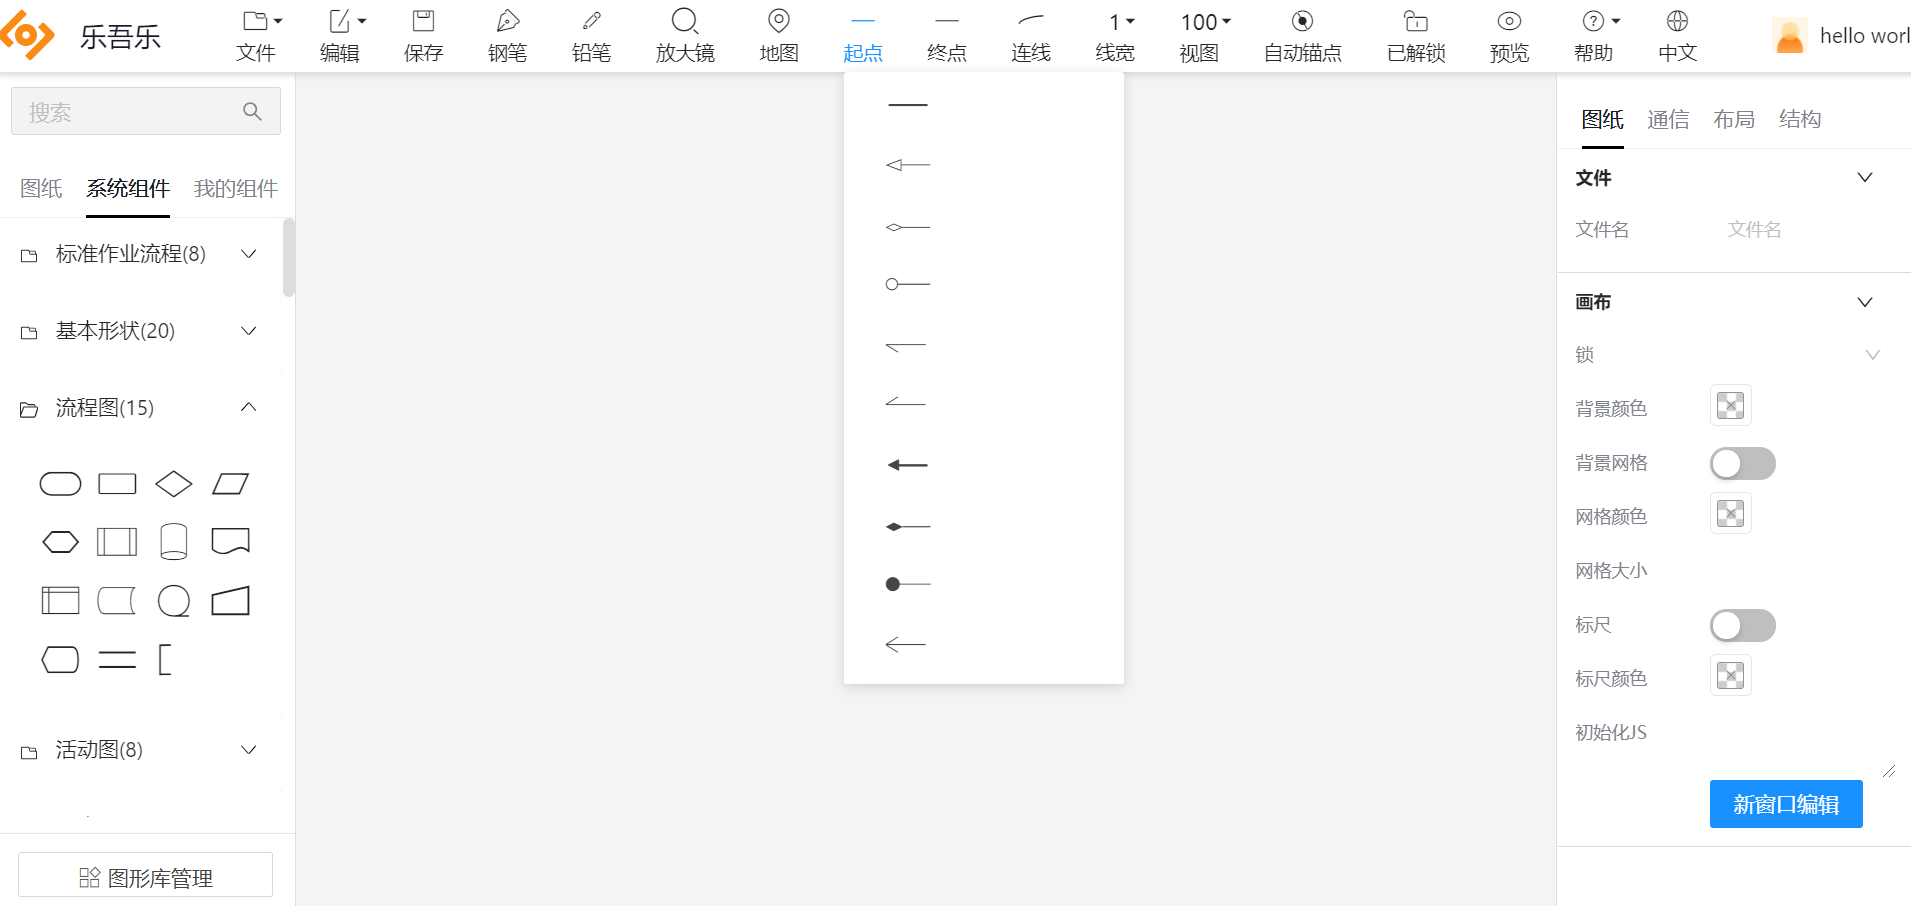 乐吾乐
文件
编辑
保存
钢笔
铅笔
放大镜
地图
起点
终点
连线
1
线宽
100
视图
自动锚点
已解锁
预览
帮助
中文
hello worl
搜索
图纸 系统组件 我的组件
标准作业流程(8)
基本形状(20)
流程图(15)
活动图(8)
图形库管理
图纸 通信 布局 结构
文件
文件名 文件名
画布
锁
背景颜色
背景网格
网格颜色
网格大小
标尺
标尺颜色
初始化JS
新窗口编辑